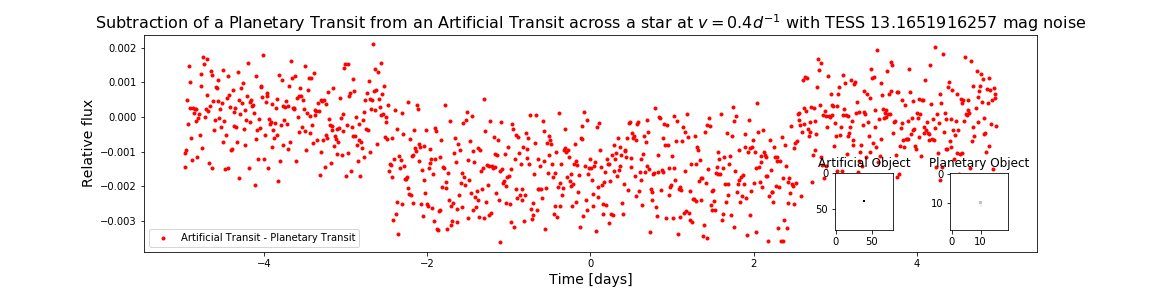 Subtraction of a Planetary Transit from an Artificial Transit across a star at v = 0.4d⁻¹ with TESS 13.1651916257 mag noise
Relative flux
0.002
0.001
0.000
−0.001
−0.002
−0.003
Artificial Transit - Planetary Transit
Artificial Object
0
50
0 50
Planetary Object
0
10
0 10
−4 −2 0 2 4
Time [days]